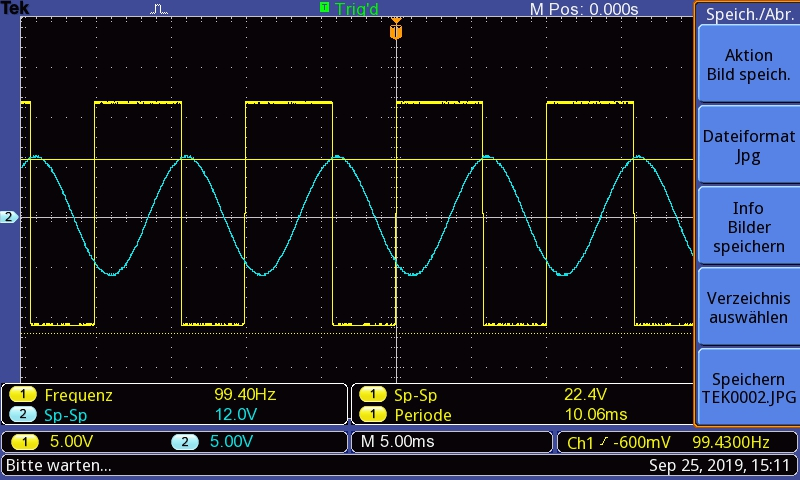 Tek
T Trig'd
M Pos: 0.000s
Speich./Abr.
T
Aktion
Bild speich.
Dateiformat
Jpg
2
Info
Bilder
speichern
Verzeichnis
auswählen
Speichern
TEK0002.JPG
1 Frequenz 99.40Hz
2 Sp-Sp 12.0V
1 Sp-Sp 22.4V
1 Periode 10.06ms
1 5.00V 2 5.00V M 5.00ms Ch1 -600mV 99.4300Hz
Bitte warten... Sep 25, 2019, 15:11